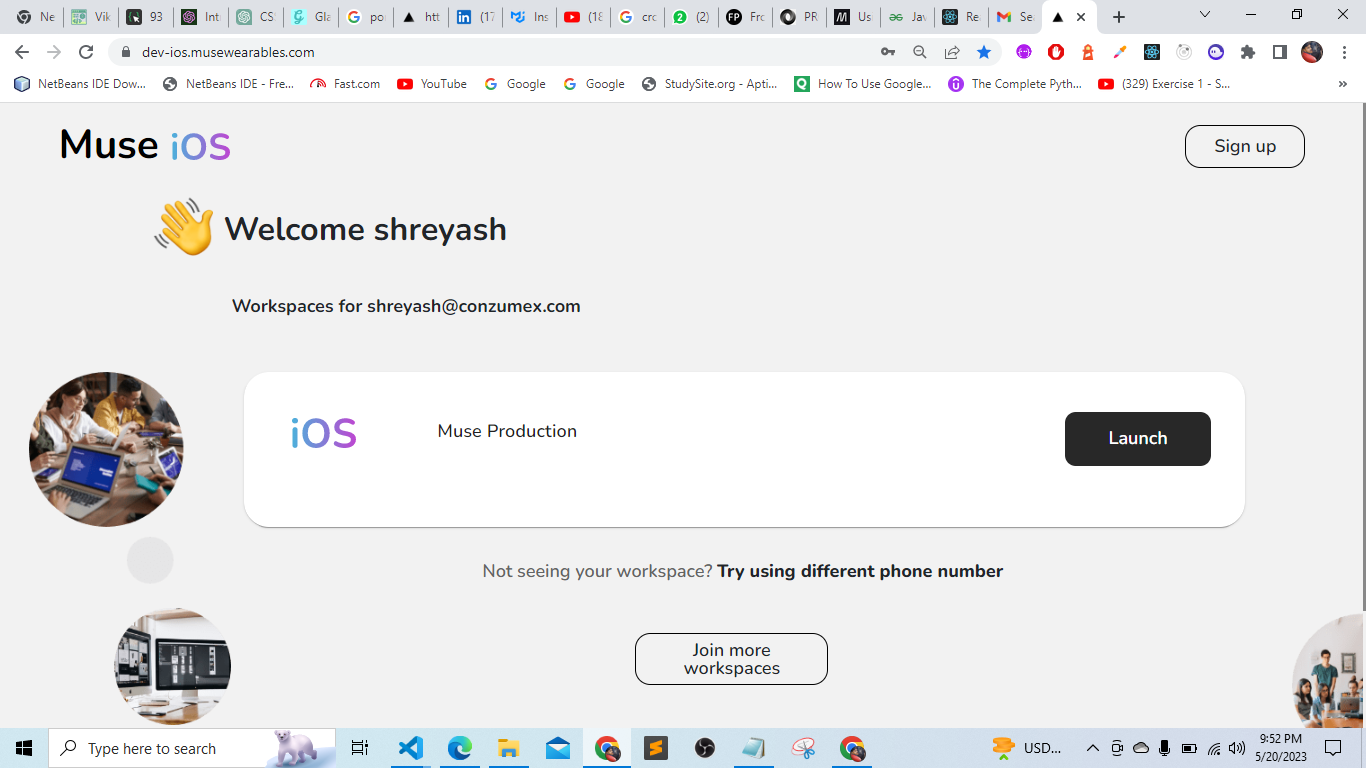 Ne
Vik
93
Int
CS
Gla
po
htt
(17
Ins
(18
crc
(2)
Fro
PR
Us
Jav
Re
Se
dev-ios.musewearables.com
NetBeans IDE Dow...
NetBeans IDE - Fre...
Fast.com
YouTube
Google
Google
StudySite.org - Apti...
How To Use Google...
The Complete Pyth...
(329) Exercise 1 - S...
»
Muse iOS
Sign up
Welcome shreyash
Workspaces for shreyash@conzumex.com
iOS
Muse Production
Launch
Not seeing your workspace? Try using different phone number
Join more
workspaces
Type here to search
USD...
9:52 PM
5/20/2023